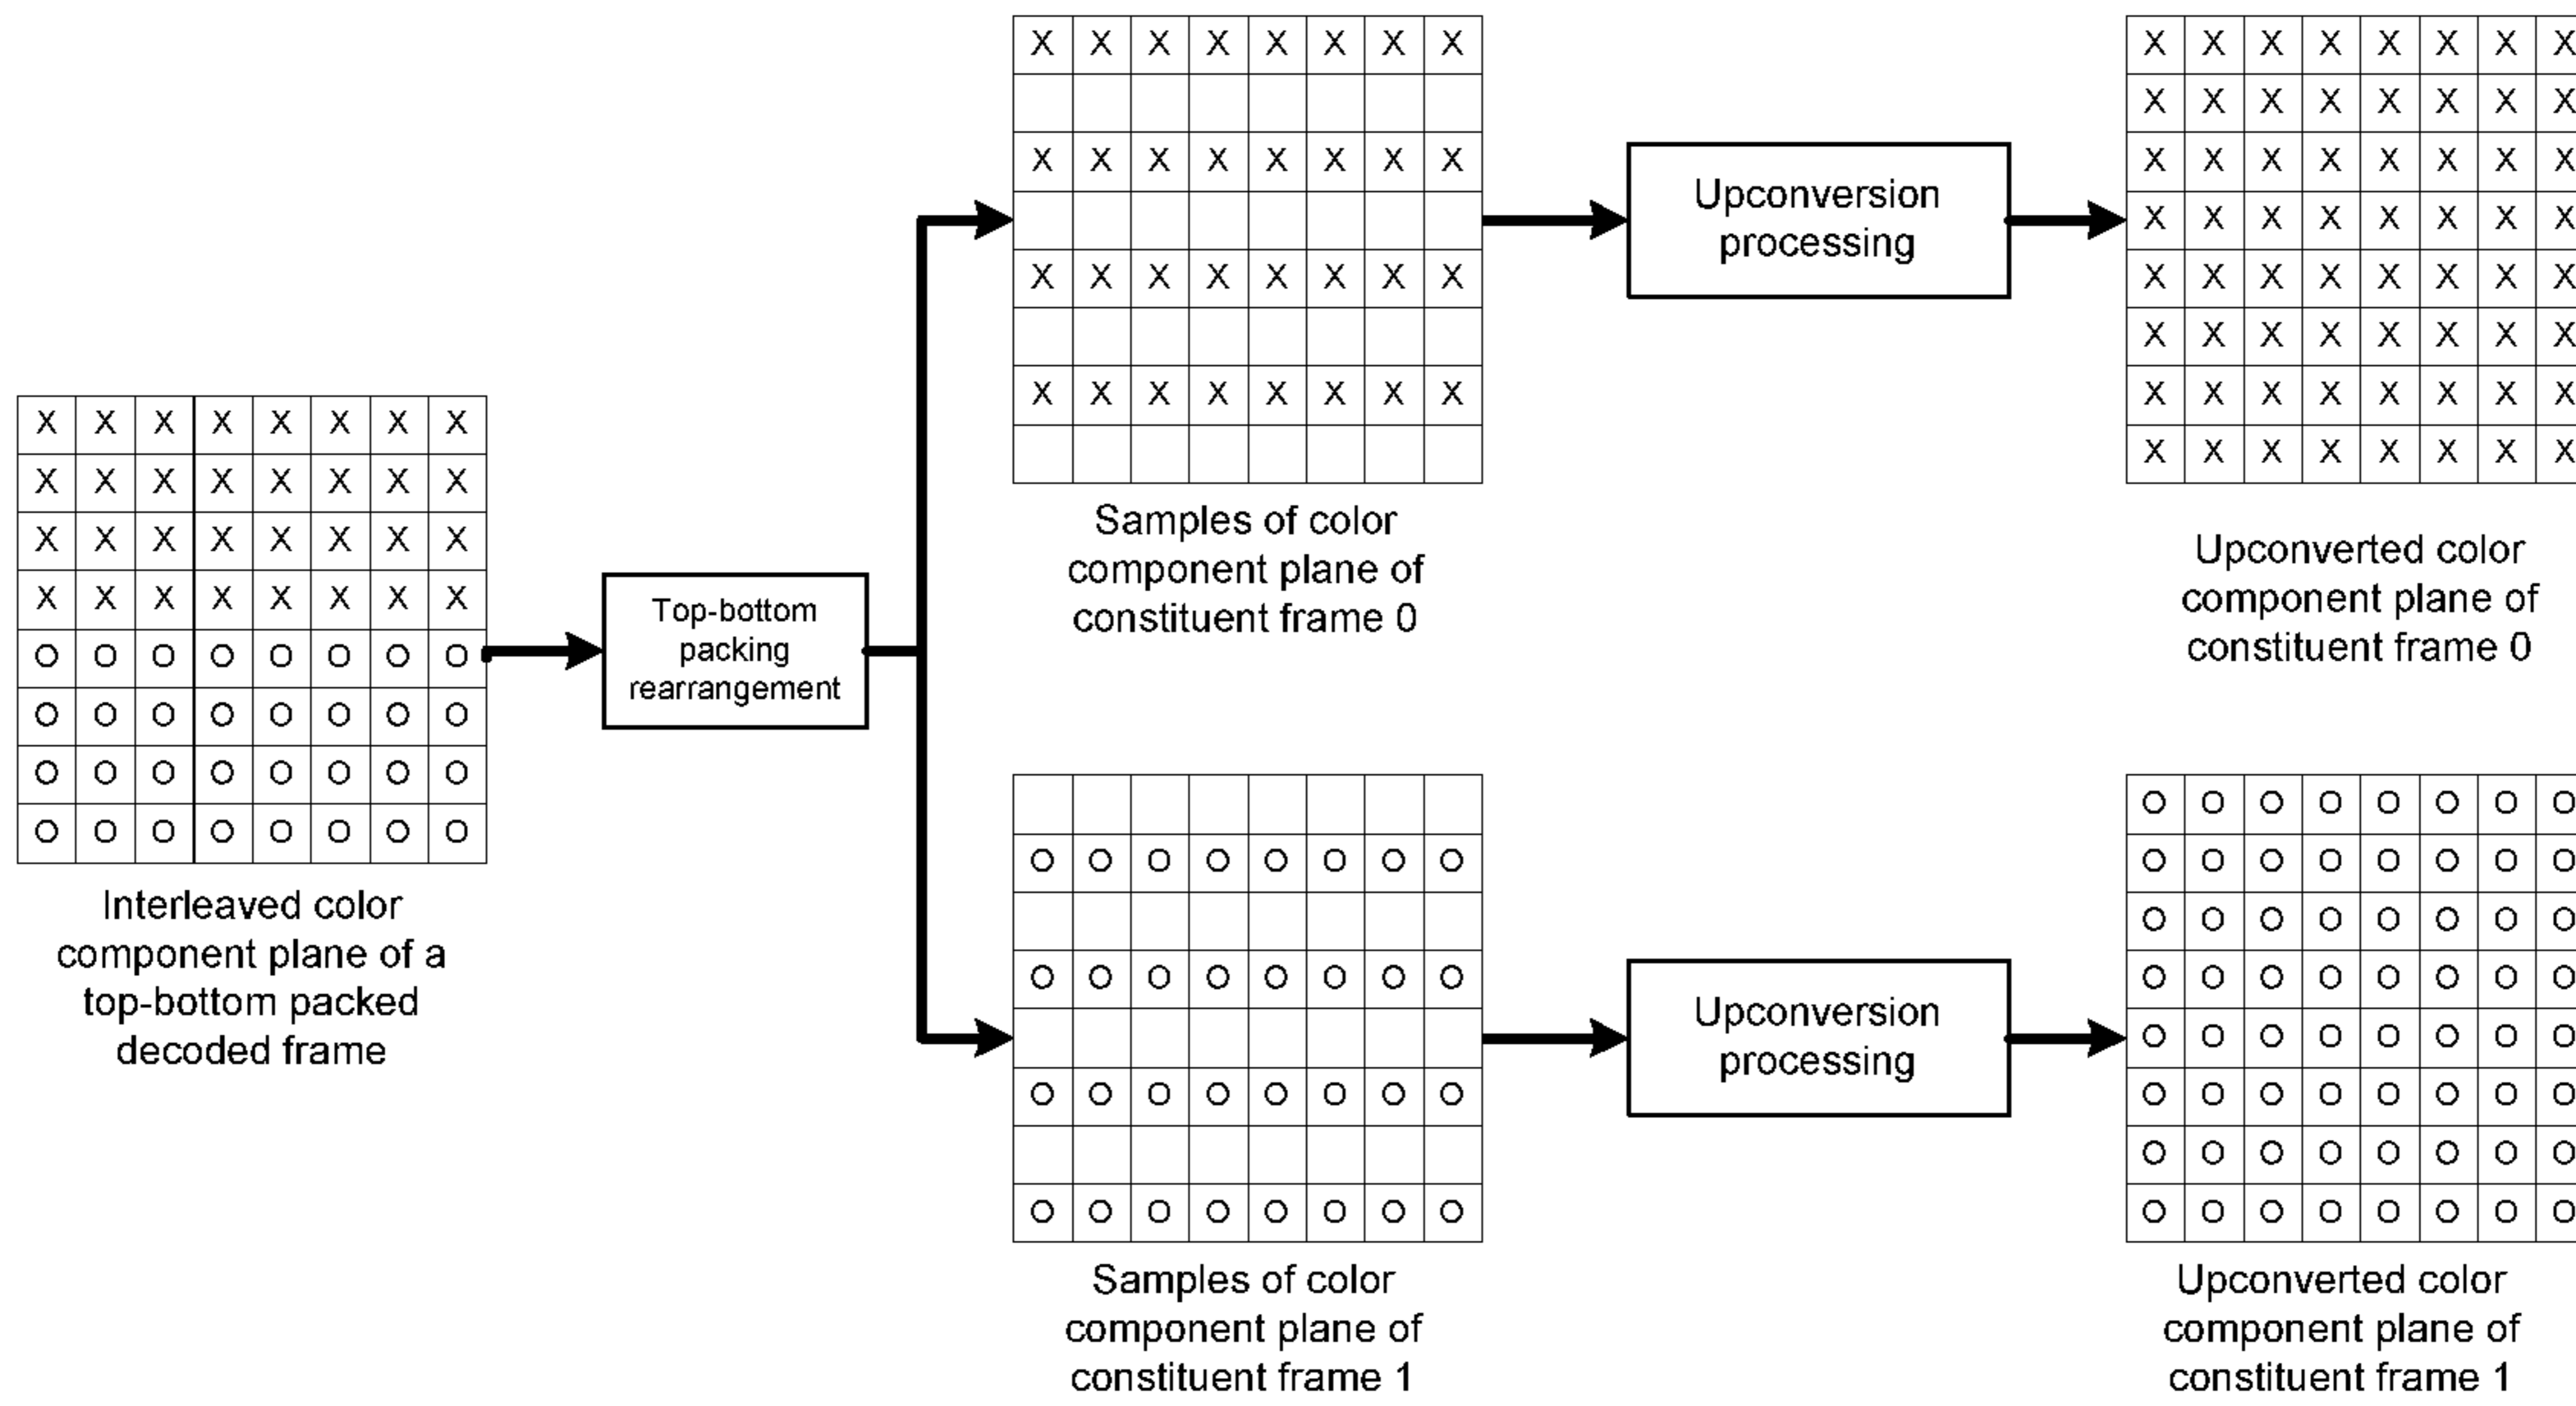 X X X X X X X X
X X X X X X X X
X X X X X X X X
X X X X X X X X
O O O O O O O O
O O O O O O O O
O O O O O O O O
O O O O O O O O
Interleaved color
component plane of a
top-bottom packed
decoded frame
Top-bottom
packing
rearrangement
X X X X X X X X
X X X X X X X X
X X X X X X X X
X X X X X X X X
Samples of color
component plane of
constituent frame 0
Upconversion
processing
X X X X X X X X
X X X X X X X X
X X X X X X X X
X X X X X X X X
X X X X X X X X
X X X X X X X X
X X X X X X X X
X X X X X X X X
Upconverted color
component plane of
constituent frame 0
O O O O O O O O
O O O O O O O O
O O O O O O O O
O O O O O O O O
Samples of color
component plane of
constituent frame 1
Upconversion
processing
O O O O O O O O
O O O O O O O O
O O O O O O O O
O O O O O O O O
O O O O O O O O
O O O O O O O O
O O O O O O O O
O O O O O O O O
Upconverted color
component plane of
constituent frame 1